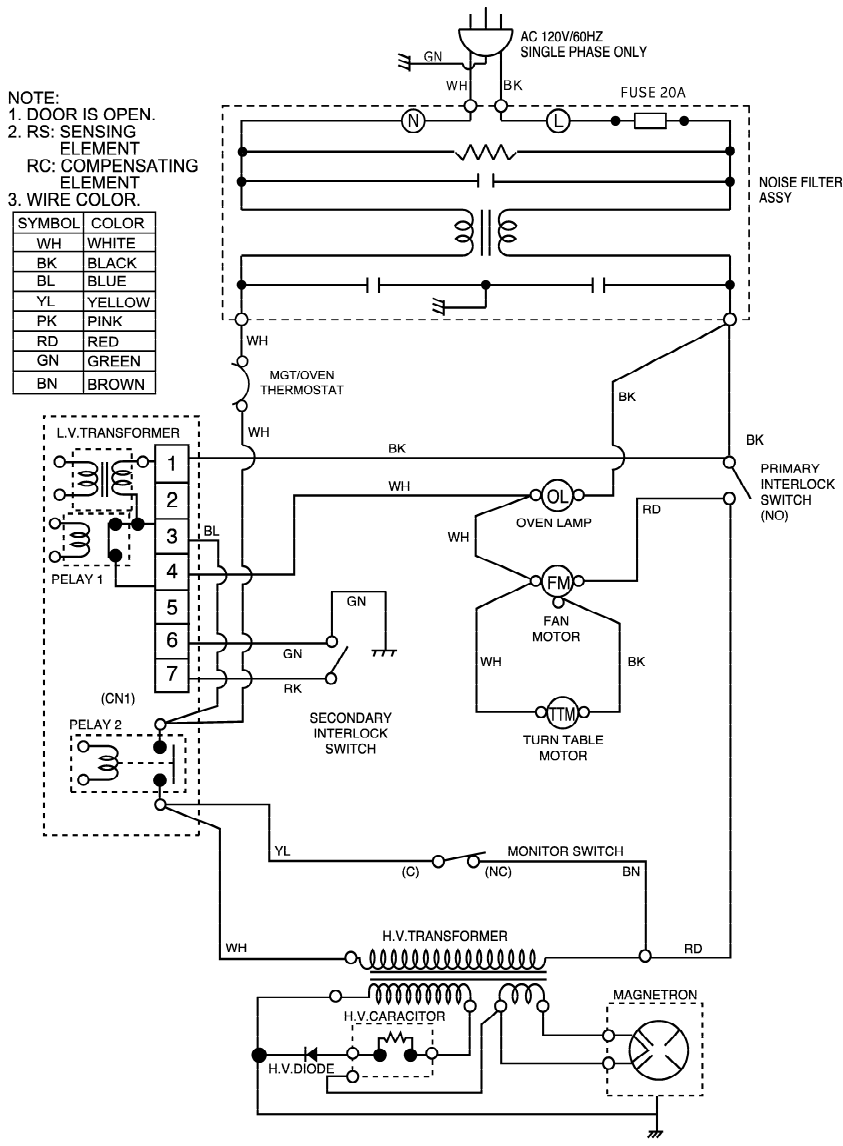 AC 120V/60HZ
SINGLE PHASE ONLY
GN
WH
BK
FUSE 20A
NOTE:
1. DOOR IS OPEN.
2. RS: SENSING
ELEMENT
RC: COMPENSATING
ELEMENT
3. WIRE COLOR.
SYMBOL COLOR
WH WHITE
BK BLACK
BL BLUE
YL YELLOW
PK PINK
RD RED
GN GREEN
BN BROWN
N
L
NOISE FILTER
ASSY
WH
MGT/OVEN
THERMOSTAT
BK
WH
L.V.TRANSFORMER
BK
BK
1
2
3
4
5
6
7
PRIMARY
INTERLOCK
SWITCH
(NO)
WH
OL
OVEN LAMP
RD
BL
WH
PELAY 1
FM
FAN
MOTOR
GN
GN
RK
WH
BK
(CN1)
SECONDARY
INTERLOCK
SWITCH
TTM
TURN TABLE
MOTOR
PELAY 2
YL
MONITOR SWITCH
(C)
(NC)
BN
WH
H.V.TRANSFORMER
RD
MAGNETRON
H.V.CARACITOR
H.V.DIODE